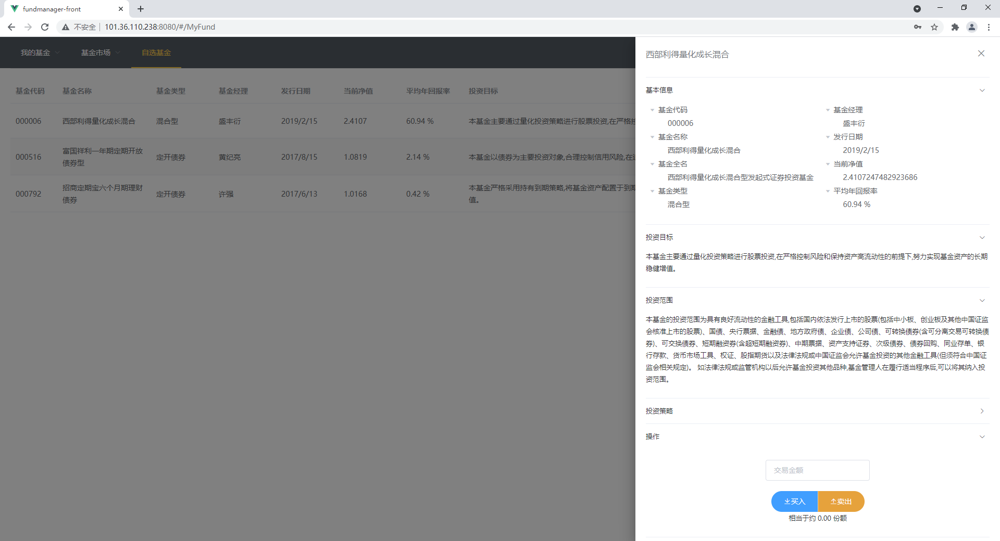 fundmanager-front
不安全 101.36.110.238:8080/#/MyFund
我的基金 基金市场 自选基金
基金代码 基金名称 基金类型 基金经理 发行日期 当前净值 平均年回报率 投资目标
000006 西部利得量化成长混合 混合型 盛丰衍 2019/2/15 2.4107 60.94 % 本基金主要通过量化投资策略进行股票投资,在严格控
000516 富国祥利一年期定期开放 定开债券 黄纪亮 2017/8/15 1.0819 2.14 % 本基金以债券为主要投资对象,合理控制信用风险,在
债券型
000792 招商定期宝六个月期理财 定开债券 许强 2017/6/13 1.0168 0.42 % 本基金严格采用持有到期策略,将基金资产配置于到期
债券 值。
西部利得量化成长混合
基本信息
基金代码 基金经理
000006 盛丰衍
基金名称 发行日期
西部利得量化成长混合 2019/2/15
基金全名 当前净值
西部利得量化成长混合型发起式证券投资基金 2.4107247482923686
基金类型 平均年回报率
混合型 60.94 %
投资目标
本基金主要通过量化投资策略进行股票投资,在严格控制风险和保持资产高流动性的前提下,努力实现基金资产的长期
稳健增值。
投资范围
本基金的投资范围为具有良好流动性的金融工具,包括国内依法发行上市的股票(包括中小板、创业板及其他中国证监
会核准上市的股票)、国债、央行票据、金融债、地方政府债、企业债、公司债、可转换债券(含可分离交易可转换债
券)、可交换债券、短期融资券(含超短期融资券)、中期票据、资产支持证券、次级债券、债券回购、同业存单、银
行存款、货币市场工具、权证、股指期货以及法律法规或中国证监会允许基金投资的其他金融工具(但须符合中国证
监会相关规定)。 如法律法规或监管机构以后允许基金投资其他品种,基金管理人在履行适当程序后,可以将其纳入投
资范围。
投资策略
操作
交易金额
买入 卖出
相当于约 0.00 份额